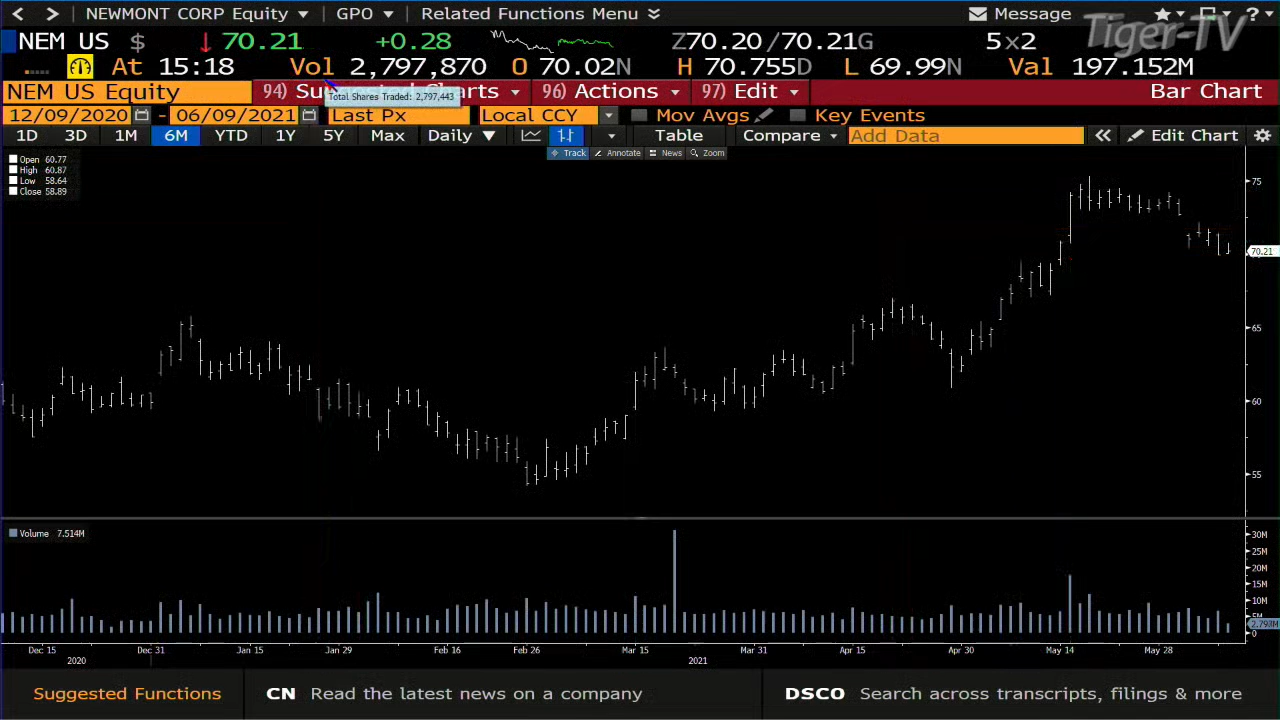 < > NEWMONT CORP Equity ▼ | GPO ▼ | Related Functions Menu Message ★ ?
NEM US $ ↓ 70.21 +0.28 Z70.20/70.21G 5x2 Tiger-TV
At 15:18 Vol 2,797,870 O 70.02N H 70.755D L 69.99N Val 197.152M
NEM US Equity 94) Suggested Charts 96) Actions 97) Edit Bar Chart
Total Shares Traded: 2,797,443
12/09/2020 - 06/09/2021 Last Px Local CCY Mov Avgs Key Events
1D 3D 1M 6M YTD 1Y 5Y Max Daily ▼ Table Compare Add Data « Edit Chart
Track Annotate News Zoom
Open 60.77
High 60.87
Low 58.64
Close 58.89
75
70.21
65
60
55
Volume 7.514M
30M
25M
20M
15M
10M
5M
2.798M
0
Dec 15 Dec 31 Jan 15 Jan 29 Feb 16 Feb 26 Mar 15 Mar 31 Apr 15 Apr 30 May 14 May 28
2020 2021
Suggested Functions CN Read the latest news on a company DSCO Search across transcripts, filings & more